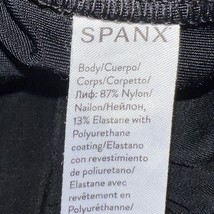 SPANX
Body/Cuerpo/
Corps/Corpetto/
Лиф: 87% Nylon/
Nailon/Нейлон,
13% Elastane with
Polyurethane
coating/Elastano
con revestimiento
de poliuretano/
Elastane avec
revêtement en
Polyuréthanne/